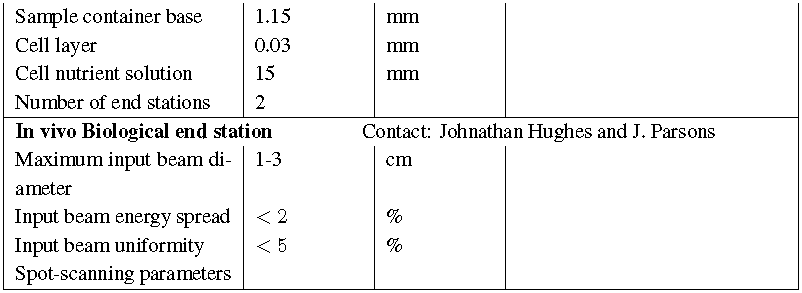 Sample container base 1.15 mm
Cell layer 0.03 mm
Cell nutrient solution 15 mm
Number of end stations 2
In vivo Biological end station Contact: Johnathan Hughes and J. Parsons
Maximum input beam di- 1-3 cm
ameter
Input beam energy spread < 2 %
Input beam uniformity < 5 %
Spot-scanning parameters